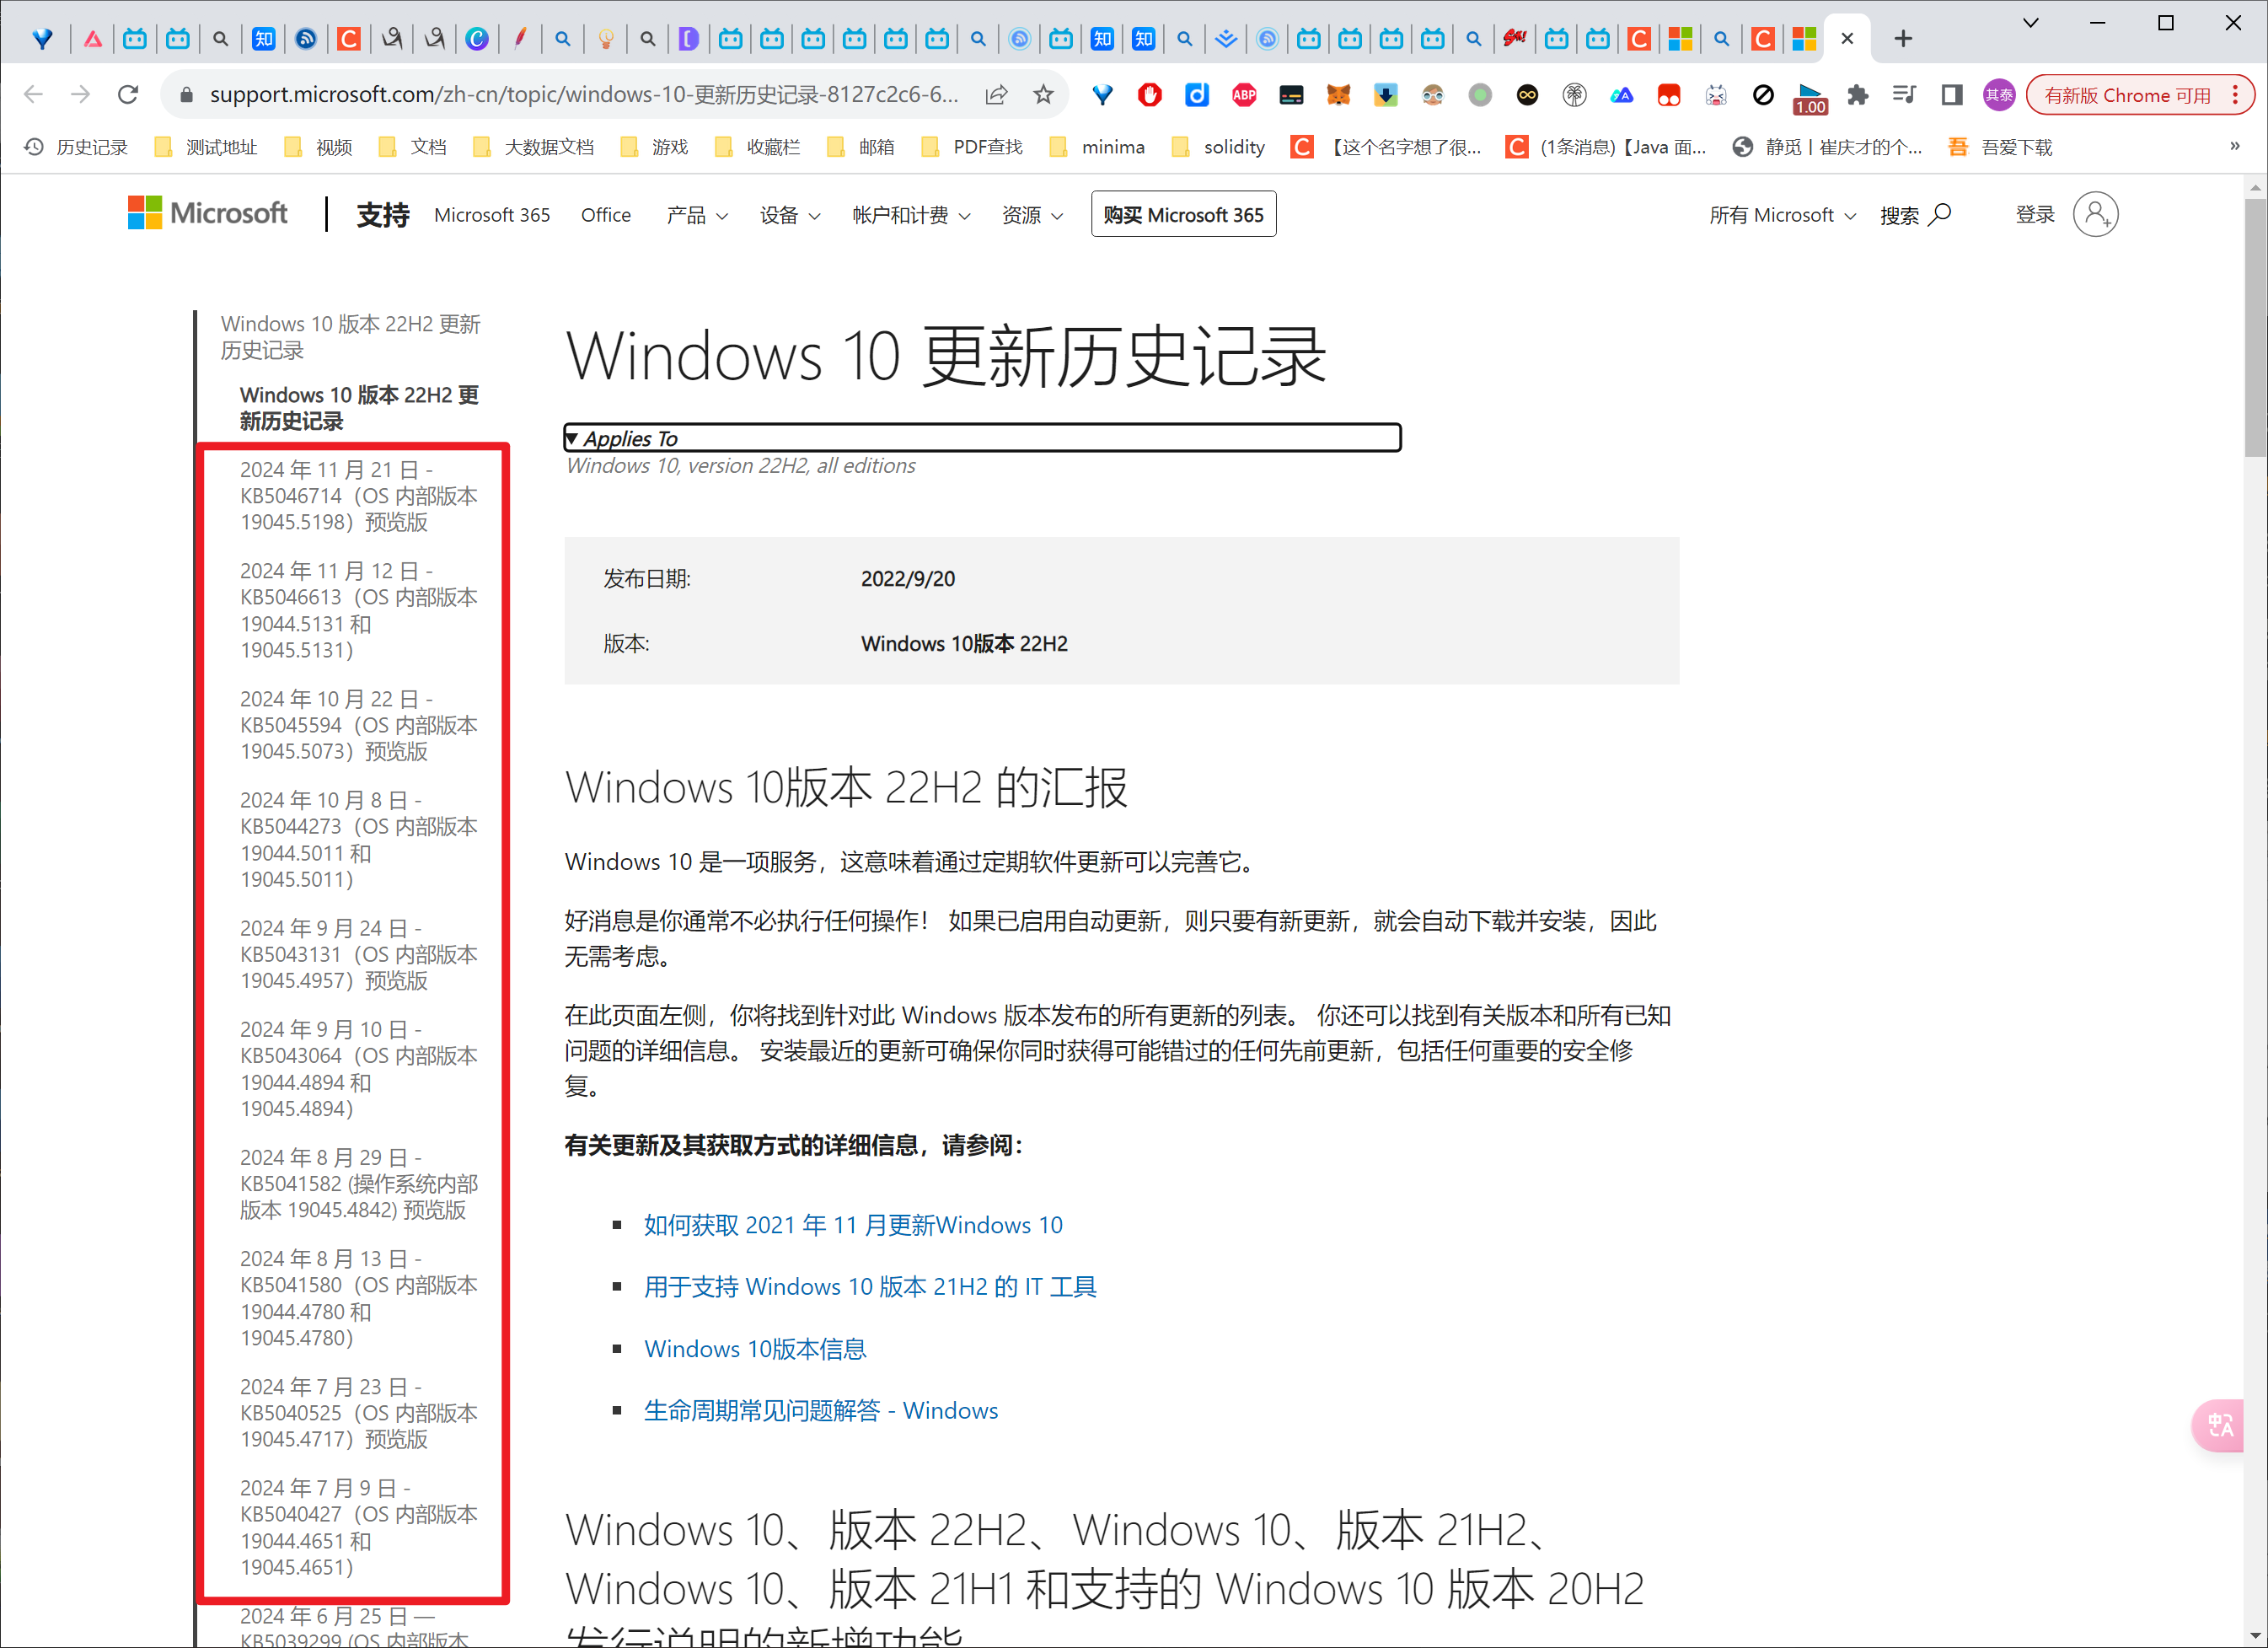 support.microsoft.com/zh-cn/topic/windows-10-更新历史记录-8127c2c6-6...
ABP
1.00
其泰
有新版 Chrome 可用
历史记录 测试地址 视频 文档 大数据文档 游戏 收藏栏 邮箱 PDF查找 minima solidity 【这个名字想了很... (1条消息)【Java 面... 静觅丨崔庆才的个... 吾爱下载 »
Microsoft 支持 Microsoft 365 Office 产品 设备 帐户和计费 资源 购买 Microsoft 365 所有 Microsoft 搜索 登录
Windows 10 版本 22H2 更新
历史记录
Windows 10 版本 22H2 更
新历史记录
2024 年 11 月 21 日 -
KB5046714（OS 内部版本
19045.5198）预览版
2024 年 11 月 12 日 -
KB5046613（OS 内部版本
19044.5131 和
19045.5131）
2024 年 10 月 22 日 -
KB5045594（OS 内部版本
19045.5073）预览版
2024 年 10 月 8 日 -
KB5044273（OS 内部版本
19044.5011 和
19045.5011）
2024 年 9 月 24 日 -
KB5043131（OS 内部版本
19045.4957）预览版
2024 年 9 月 10 日 -
KB5043064（OS 内部版本
19044.4894 和
19045.4894）
2024 年 8 月 29 日 -
KB5041582 (操作系统内部
版本 19045.4842) 预览版
2024 年 8 月 13 日 -
KB5041580（OS 内部版本
19044.4780 和
19045.4780）
2024 年 7 月 23 日 -
KB5040525（OS 内部版本
19045.4717）预览版
2024 年 7 月 9 日 -
KB5040427（OS 内部版本
19044.4651 和
19045.4651）
2024 年 6 月 25 日 —
KB5039299 (OS 内部版本
Windows 10 更新历史记录
Applies To
Windows 10, version 22H2, all editions
发布日期: 2022/9/20
版本: Windows 10版本 22H2
Windows 10版本 22H2 的汇报
Windows 10 是一项服务，这意味着通过定期软件更新可以完善它。
好消息是你通常不必执行任何操作！ 如果已启用自动更新，则只要有新更新，就会自动下载并安装，因此
无需考虑。
在此页面左侧，你将找到针对此 Windows 版本发布的所有更新的列表。 你还可以找到有关版本和所有已知
问题的详细信息。 安装最近的更新可确保你同时获得可能错过的任何先前更新，包括任何重要的安全修
复。
有关更新及其获取方式的详细信息，请参阅：
如何获取 2021 年 11 月更新Windows 10
用于支持 Windows 10 版本 21H2 的 IT 工具
Windows 10版本信息
生命周期常见问题解答 - Windows
Windows 10、版本 22H2、Windows 10、版本 21H2、
Windows 10、版本 21H1 和支持的 Windows 10 版本 20H2
发行说明的新增功能